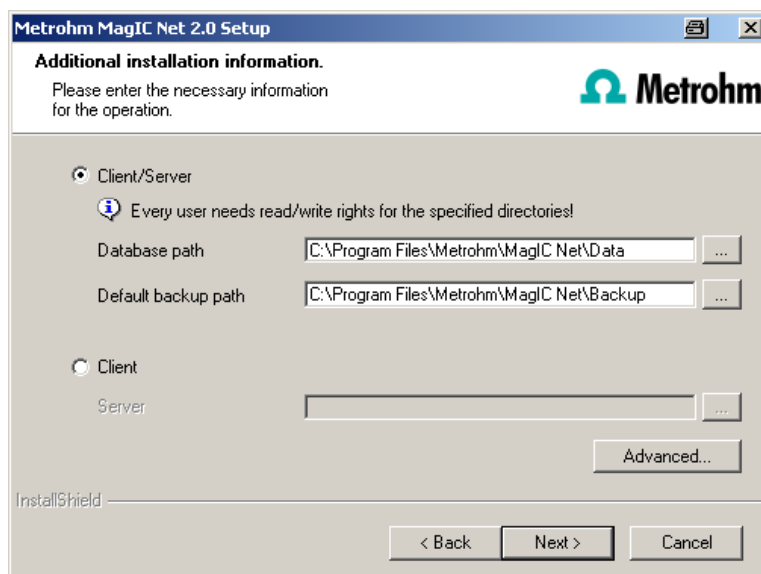 Metrohm MagIC Net 2.0 Setup
Additional installation information.
Please enter the necessary information
for the operation.
Metrohm
Client/Server
Every user needs read/write rights for the specified directories!
Database path
C:\Program Files\Metrohm\MagIC Net\Data
...
Default backup path
C:\Program Files\Metrohm\MagIC Net\Backup
...
Client
Server
...
Advanced...
InstallShield
< Back
Next >
Cancel